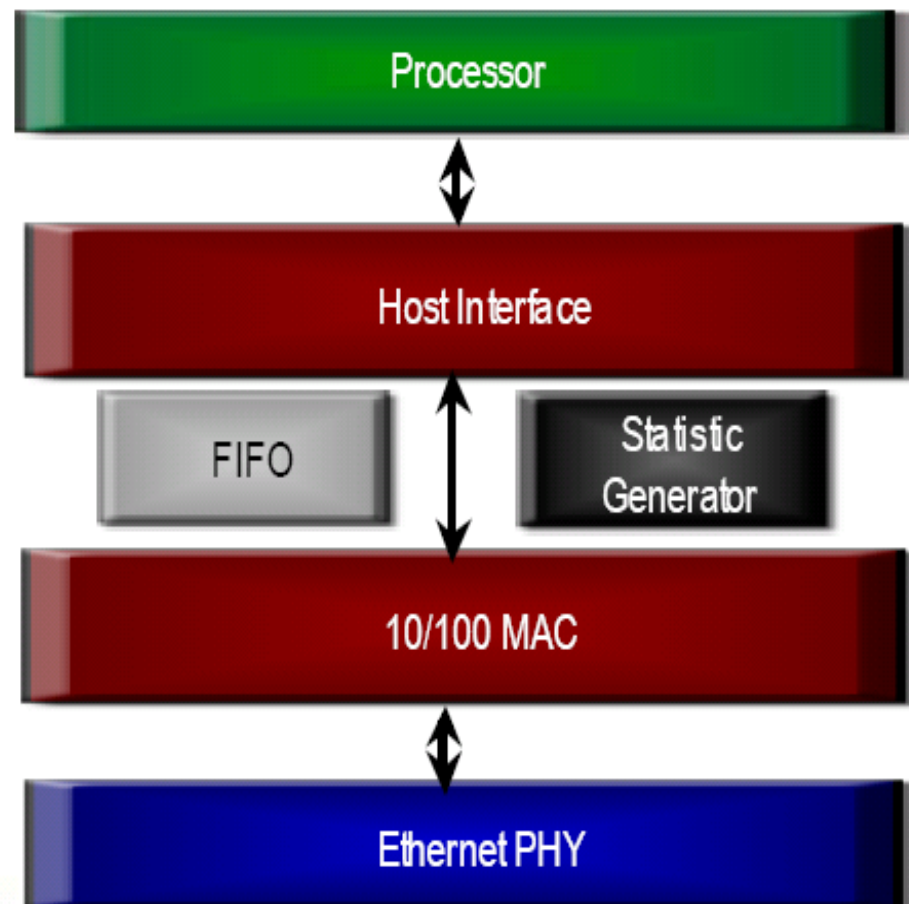 Processor
Host Interface
FIFO
Statistic
Generator
10/100 MAC
Ethernet PHY